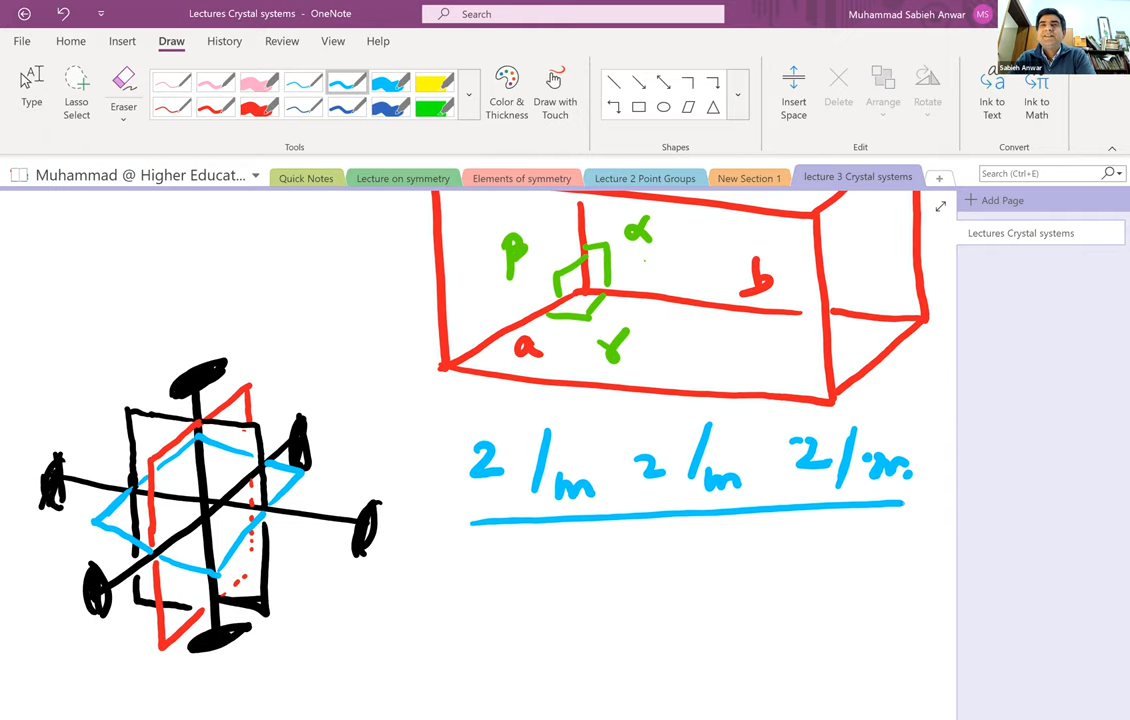 Lectures Crystal systems - OneNote
Search
Muhammad Sabieh Anwar
MS
Sabieh Anwar
File Home Insert Draw History Review View Help
Type
Lasso Select
Eraser
Color & Thickness
Draw with Touch
Insert Space
Delete
Arrange
Rotate
Ink to Text
Ink to Math
Tools
Shapes
Edit
Convert
Muhammad @ Higher Educat...
Quick Notes
Lecture on symmetry
Elements of symmetry
Lecture 2 Point Groups
New Section 1
lecture 3 Crystal systems
Search (Ctrl+E)
Add Page
Lectures Crystal systems
α
β
b
a
γ
2/m 2/m 2/m